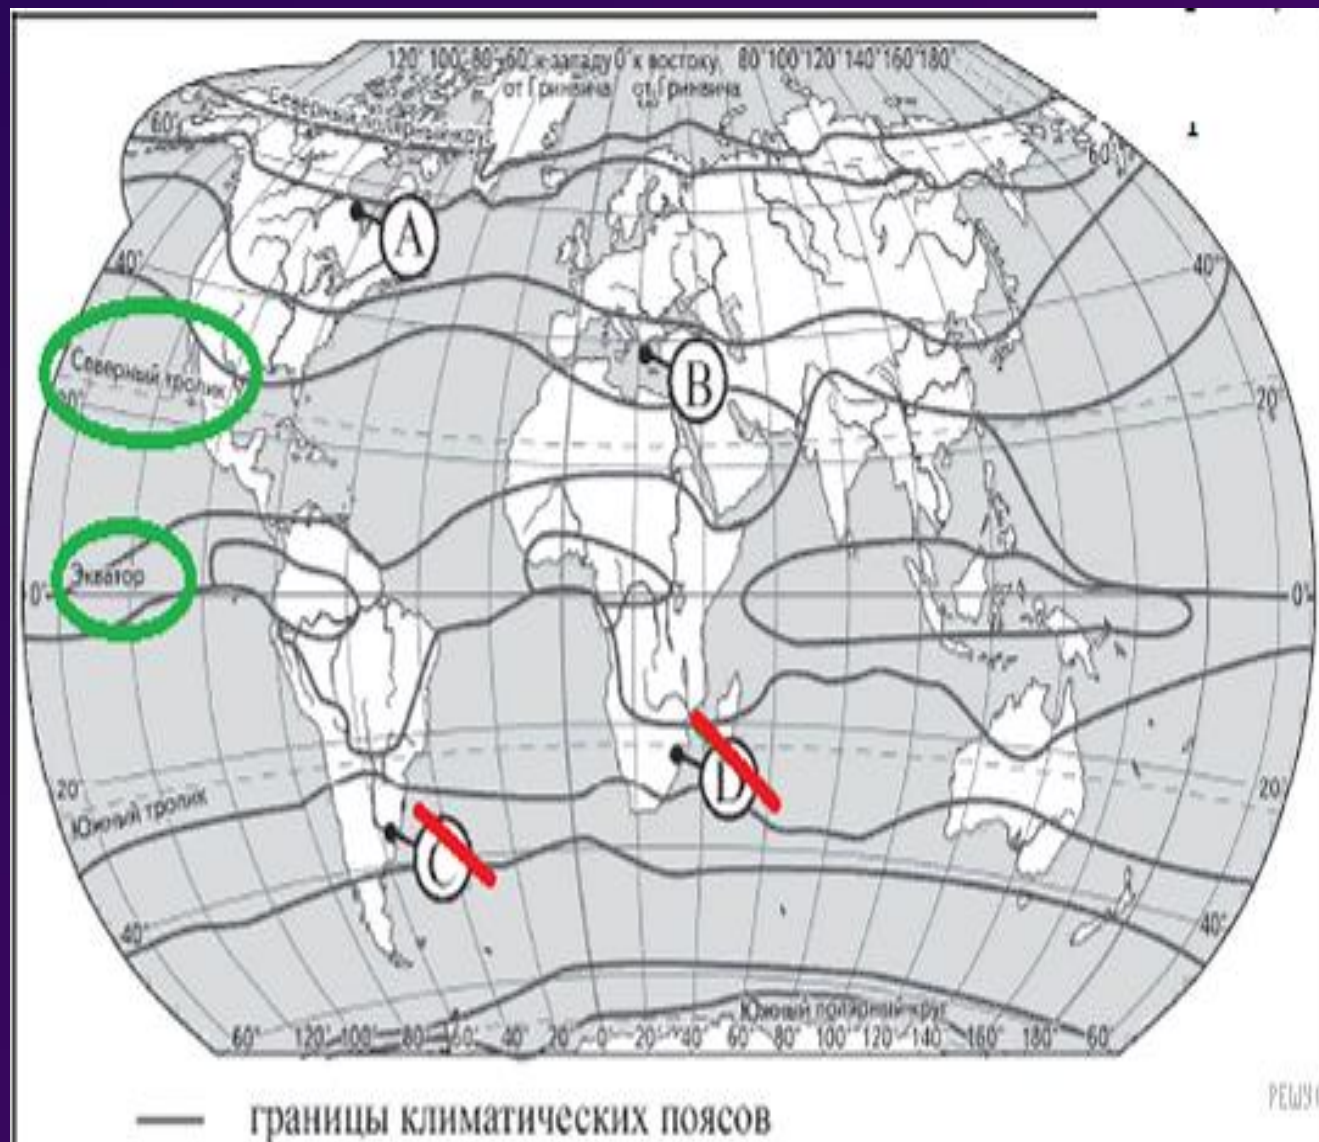 120° 100° 80° 60° к западу 0° к востоку 80° 100° 120° 140° 160° 180°
от Гринвича от Гринвича
Северный полярный круг
60° 60°
A
40° 40°
B
Северный тропик
20° 20°
Экватор
0° 0°
D
20° 20°
Южный тропик
C
40° 40°
Южный полярный круг
60° 120° 100° 80° 60° 40° 20° 0° 20° 40° 60° 80° 100° 120° 140° 160° 180° 60°
границы климатических поясов